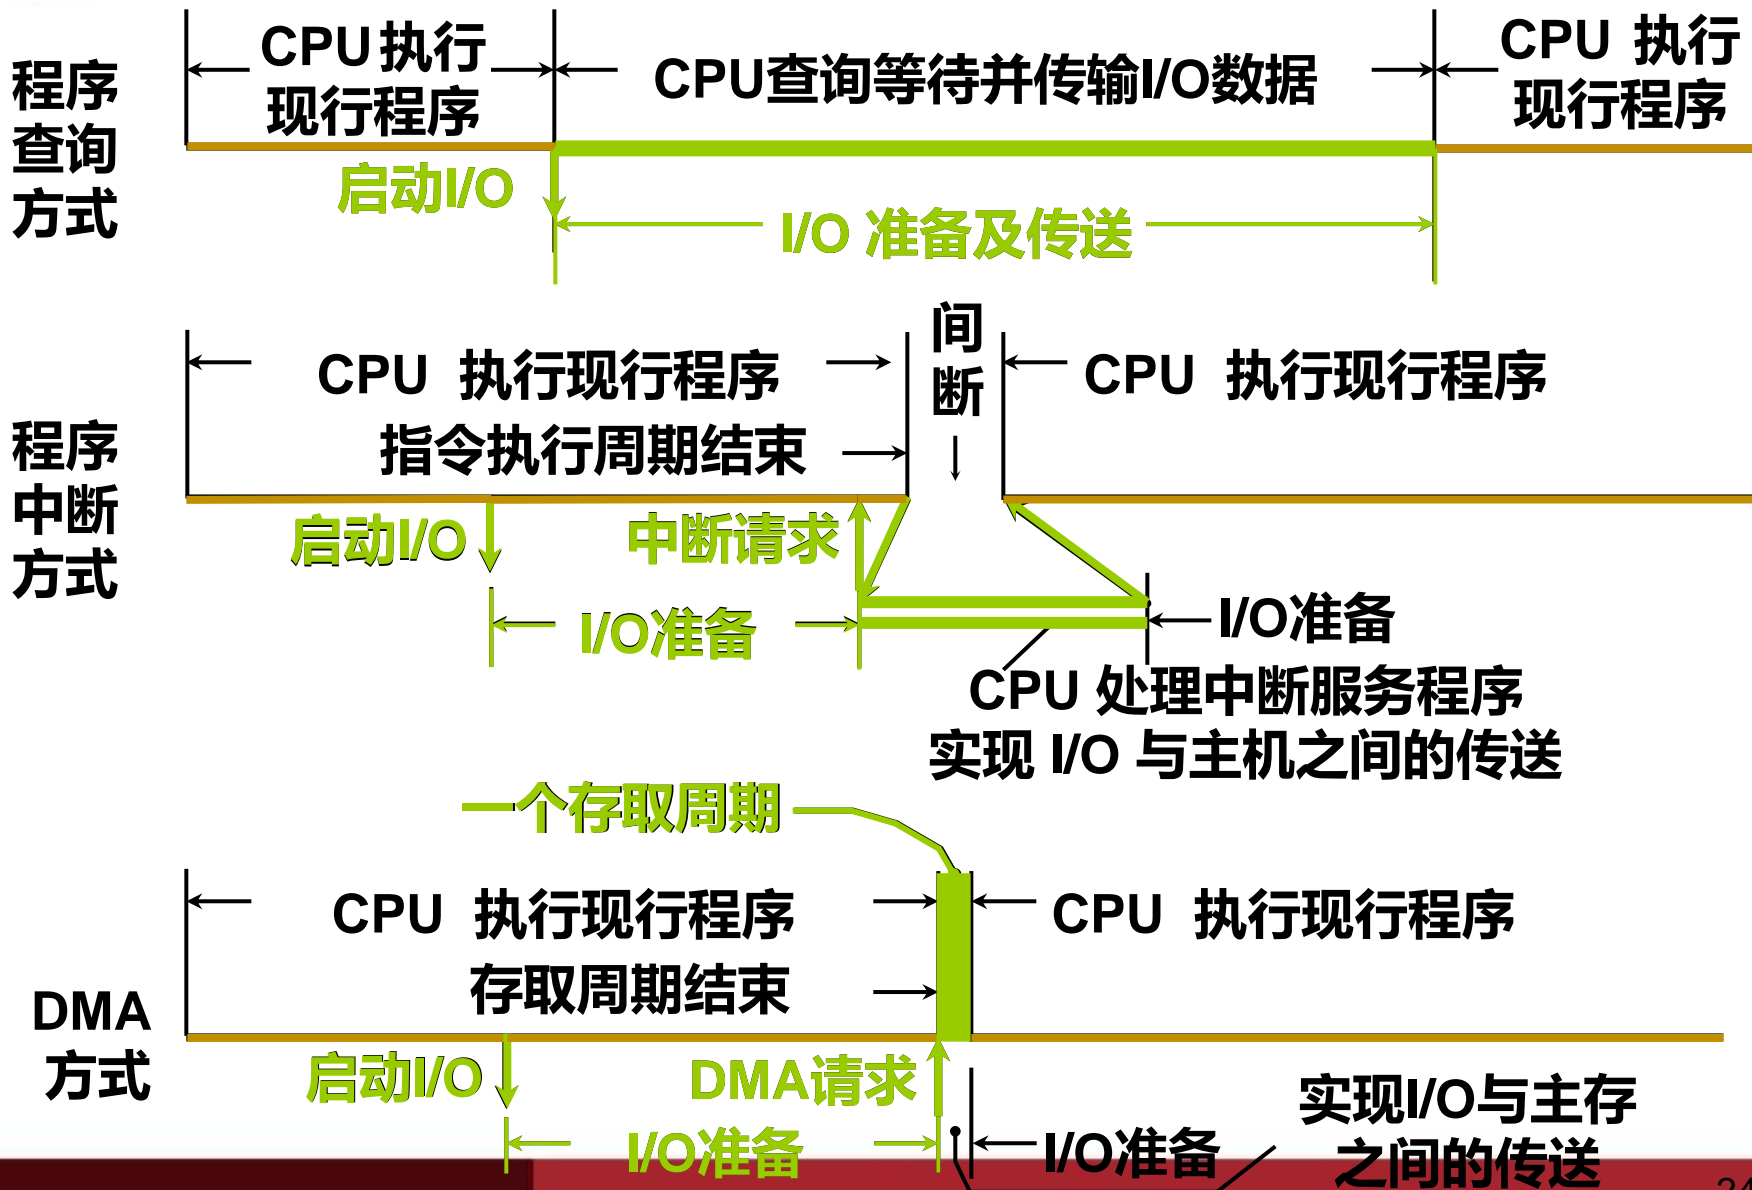 程序
查询
方式
CPU执行
现行程序
CPU查询等待并传输I/O数据
CPU 执行
现行程序
启动I/O
I/O 准备及传送
程序
中断
方式
CPU 执行现行程序
指令执行周期结束
间
断
CPU 执行现行程序
启动I/O
中断请求
I/O准备
I/O准备
CPU 处理中断服务程序
实现 I/O 与主机之间的传送
一个存取周期
DMA
方式
CPU 执行现行程序
存取周期结束
CPU 执行现行程序
启动I/O
DMA请求
I/O准备
I/O准备
实现I/O与主存
之间的传送